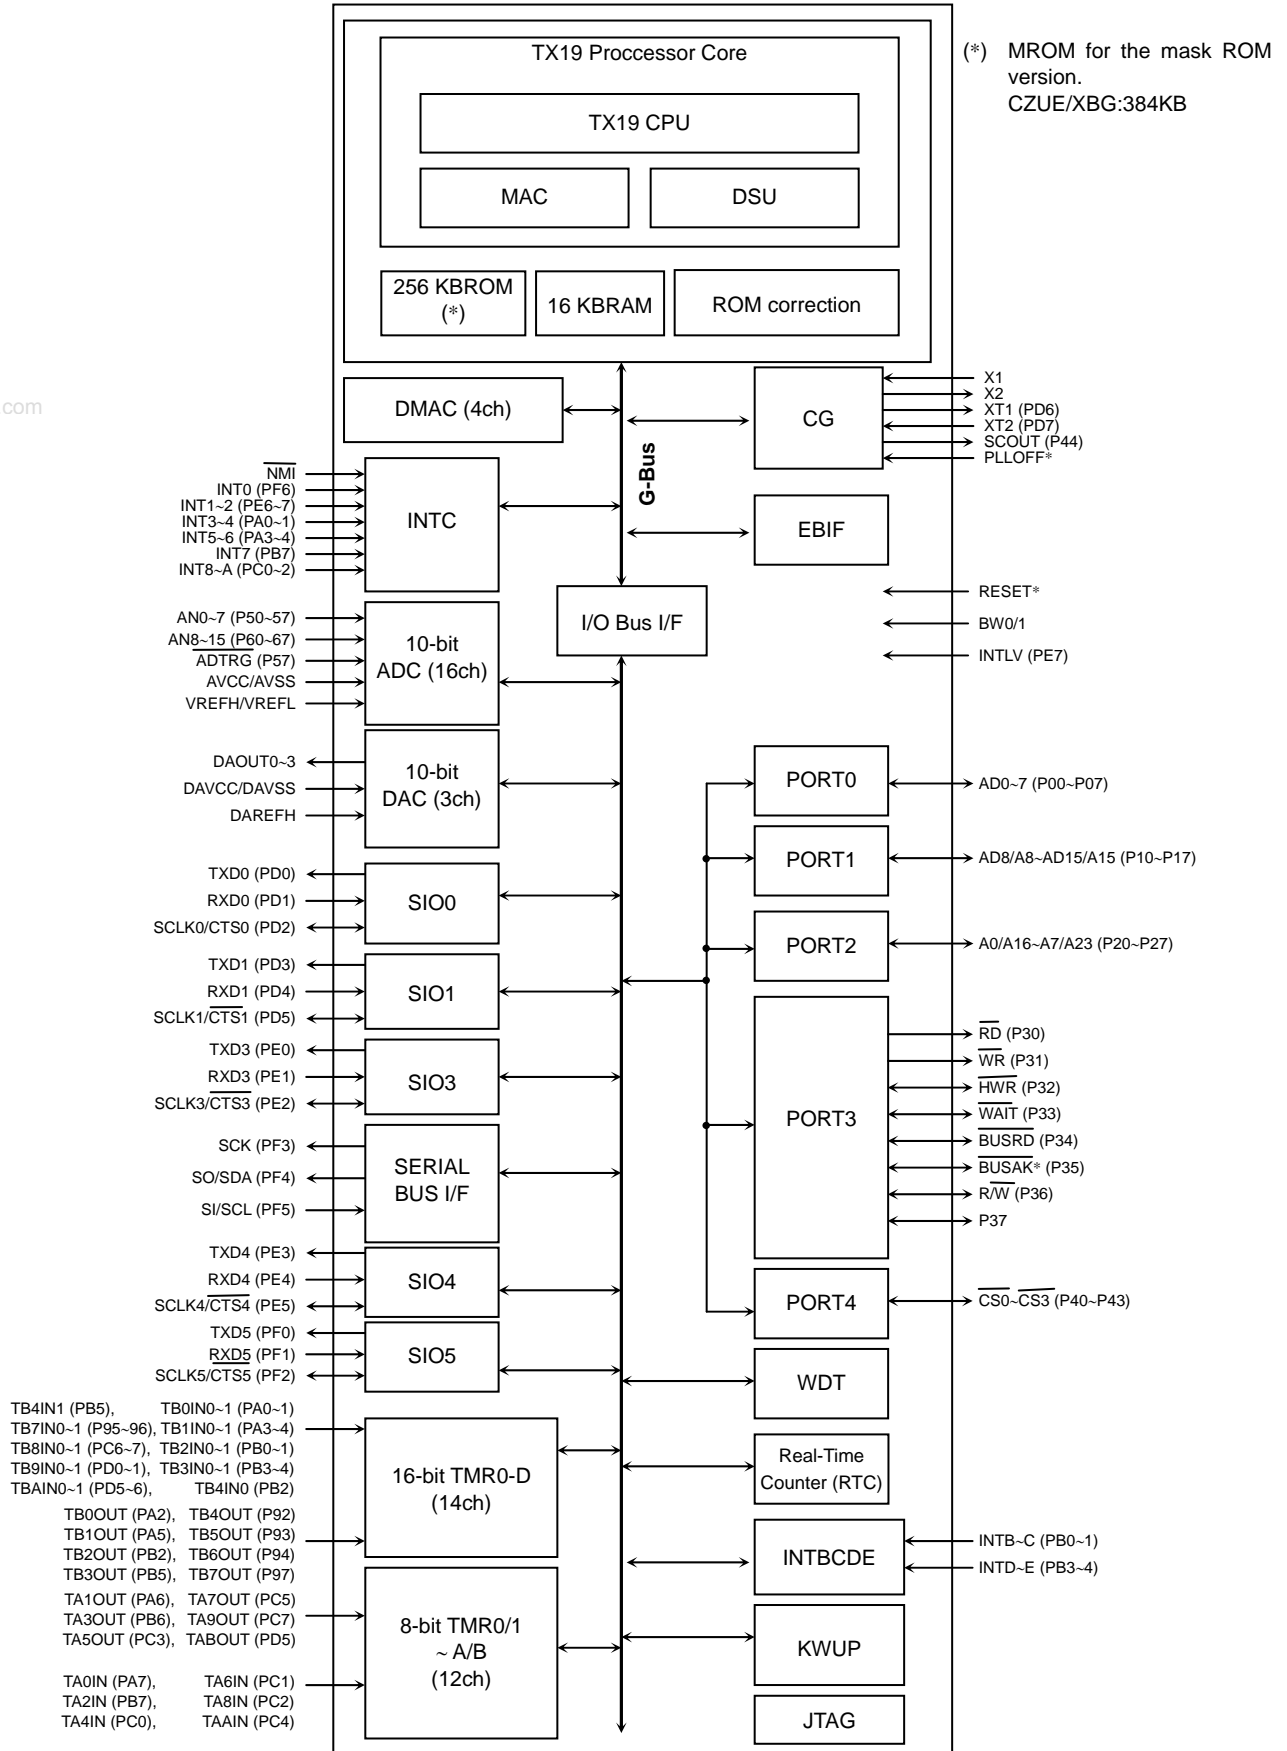 TX19 Proccessor Core
(*) MROM for the mask ROM
version.
CZUE/XBG:384KB
TX19 CPU
MAC
DSU
256 KBROM
(*)
16 KBRAM
ROM correction
.com
DMAC (4ch)
G-Bus
CG
X1
X2
XT1 (PD6)
XT2 (PD7)
SCOUT (P44)
PLLOFF*
NMI
INT0 (PF6)
INT1~2 (PE6~7)
INT3~4 (PA0~1)
INT5~6 (PA3~4)
INT7 (PB7)
INT8~A (PC0~2)
INTC
EBIF
I/O Bus I/F
RESET*
BW0/1
INTLV (PE7)
AN0~7 (P50~57)
AN8~15 (P60~67)
ADTRG (P57)
AVCC/AVSS
VREFH/VREFL
10-bit
ADC (16ch)
DAOUT0~3
DAVCC/DAVSS
DAREFH
10-bit
DAC (3ch)
PORT0
AD0~7 (P00~P07)
PORT1
AD8/A8~AD15/A15 (P10~P17)
TXD0 (PD0)
RXD0 (PD1)
SCLK0/CTS0 (PD2)
SIO0
PORT2
A0/A16~A7/A23 (P20~P27)
TXD1 (PD3)
RXD1 (PD4)
SCLK1/CTS1 (PD5)
SIO1
TXD3 (PE0)
RXD3 (PE1)
SCLK3/CTS3 (PE2)
SIO3
PORT3
RD (P30)
WR (P31)
HWR (P32)
WAIT (P33)
BUSRD (P34)
BUSAK* (P35)
R/W (P36)
P37
SCK (PF3)
SO/SDA (PF4)
SI/SCL (PF5)
SERIAL
BUS I/F
TXD4 (PE3)
RXD4 (PE4)
SCLK4/CTS4 (PE5)
SIO4
PORT4
CS0~CS3 (P40~P43)
TXD5 (PF0)
RXD5 (PF1)
SCLK5/CTS5 (PF2)
SIO5
WDT
TB4IN1 (PB5), TB0IN0~1 (PA0~1)
TB7IN0~1 (P95~96), TB1IN0~1 (PA3~4)
TB8IN0~1 (PC6~7), TB2IN0~1 (PB0~1)
TB9IN0~1 (PD0~1), TB3IN0~1 (PB3~4)
TBAIN0~1 (PD5~6), TB4IN0 (PB2)
16-bit TMR0-D
(14ch)
Real-Time
Counter (RTC)
TB0OUT (PA2), TB4OUT (P92)
TB1OUT (PA5), TB5OUT (P93)
TB2OUT (PB2), TB6OUT (P94)
TB3OUT (PB5), TB7OUT (P97)
INTBCDE
INTB~C (PB0~1)
INTD~E (PB3~4)
TA1OUT (PA6), TA7OUT (PC5)
TA3OUT (PB6), TA9OUT (PC7)
TA5OUT (PC3), TABOUT (PD5)
8-bit TMR0/1
~ A/B
(12ch)
KWUP
TA0IN (PA7), TA6IN (PC1)
TA2IN (PB7), TA8IN (PC2)
TA4IN (PC0), TAAIN (PC4)
JTAG